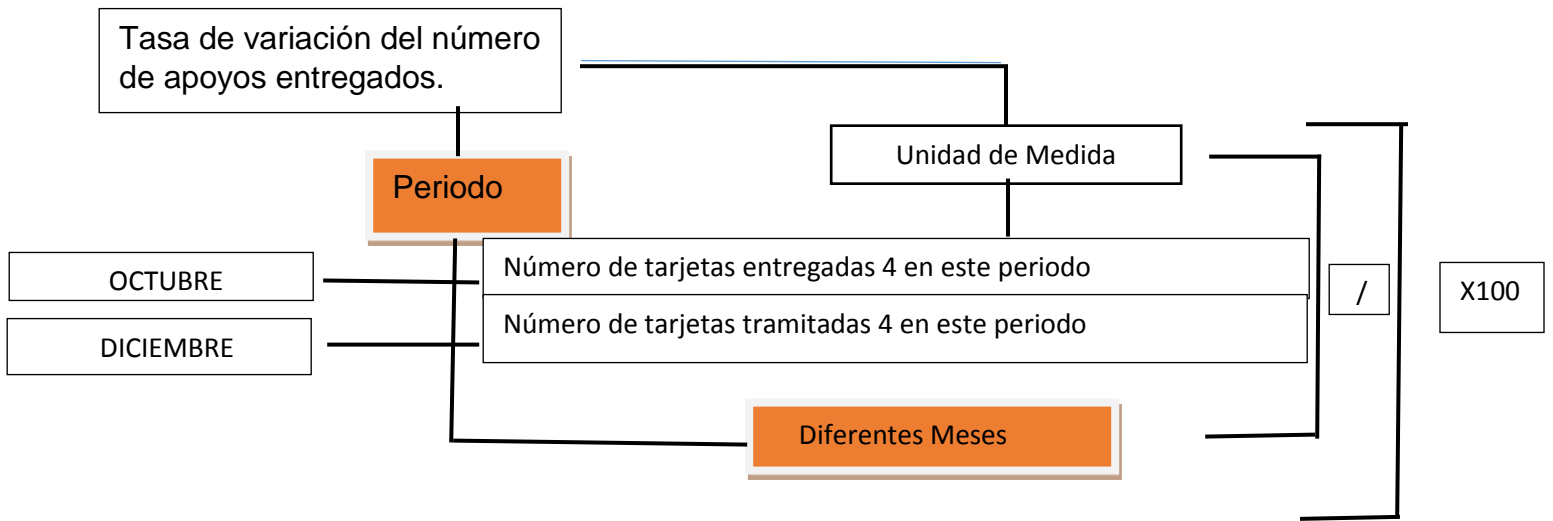 Tasa de variación del número
de apoyos entregados.
Unidad de Medida
Periodo
OCTUBRE
Número de tarjetas entregadas 4 en este periodo
/
X100
DICIEMBRE
Número de tarjetas tramitadas 4 en este periodo
Diferentes Meses